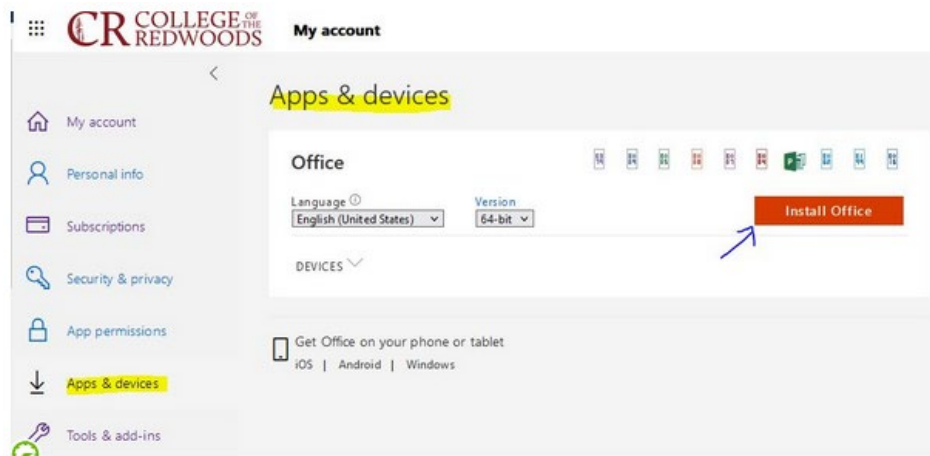 CR COLLEGE OF THE REDWOODS
My account
My account
Personal info
Subscriptions
Security & privacy
App permissions
Apps & devices
Tools & add-ins
Apps & devices
Office
Language
Version
English (United States)
64-bit
Install Office
DEVICES
Get Office on your phone or tablet
iOS | Android | Windows